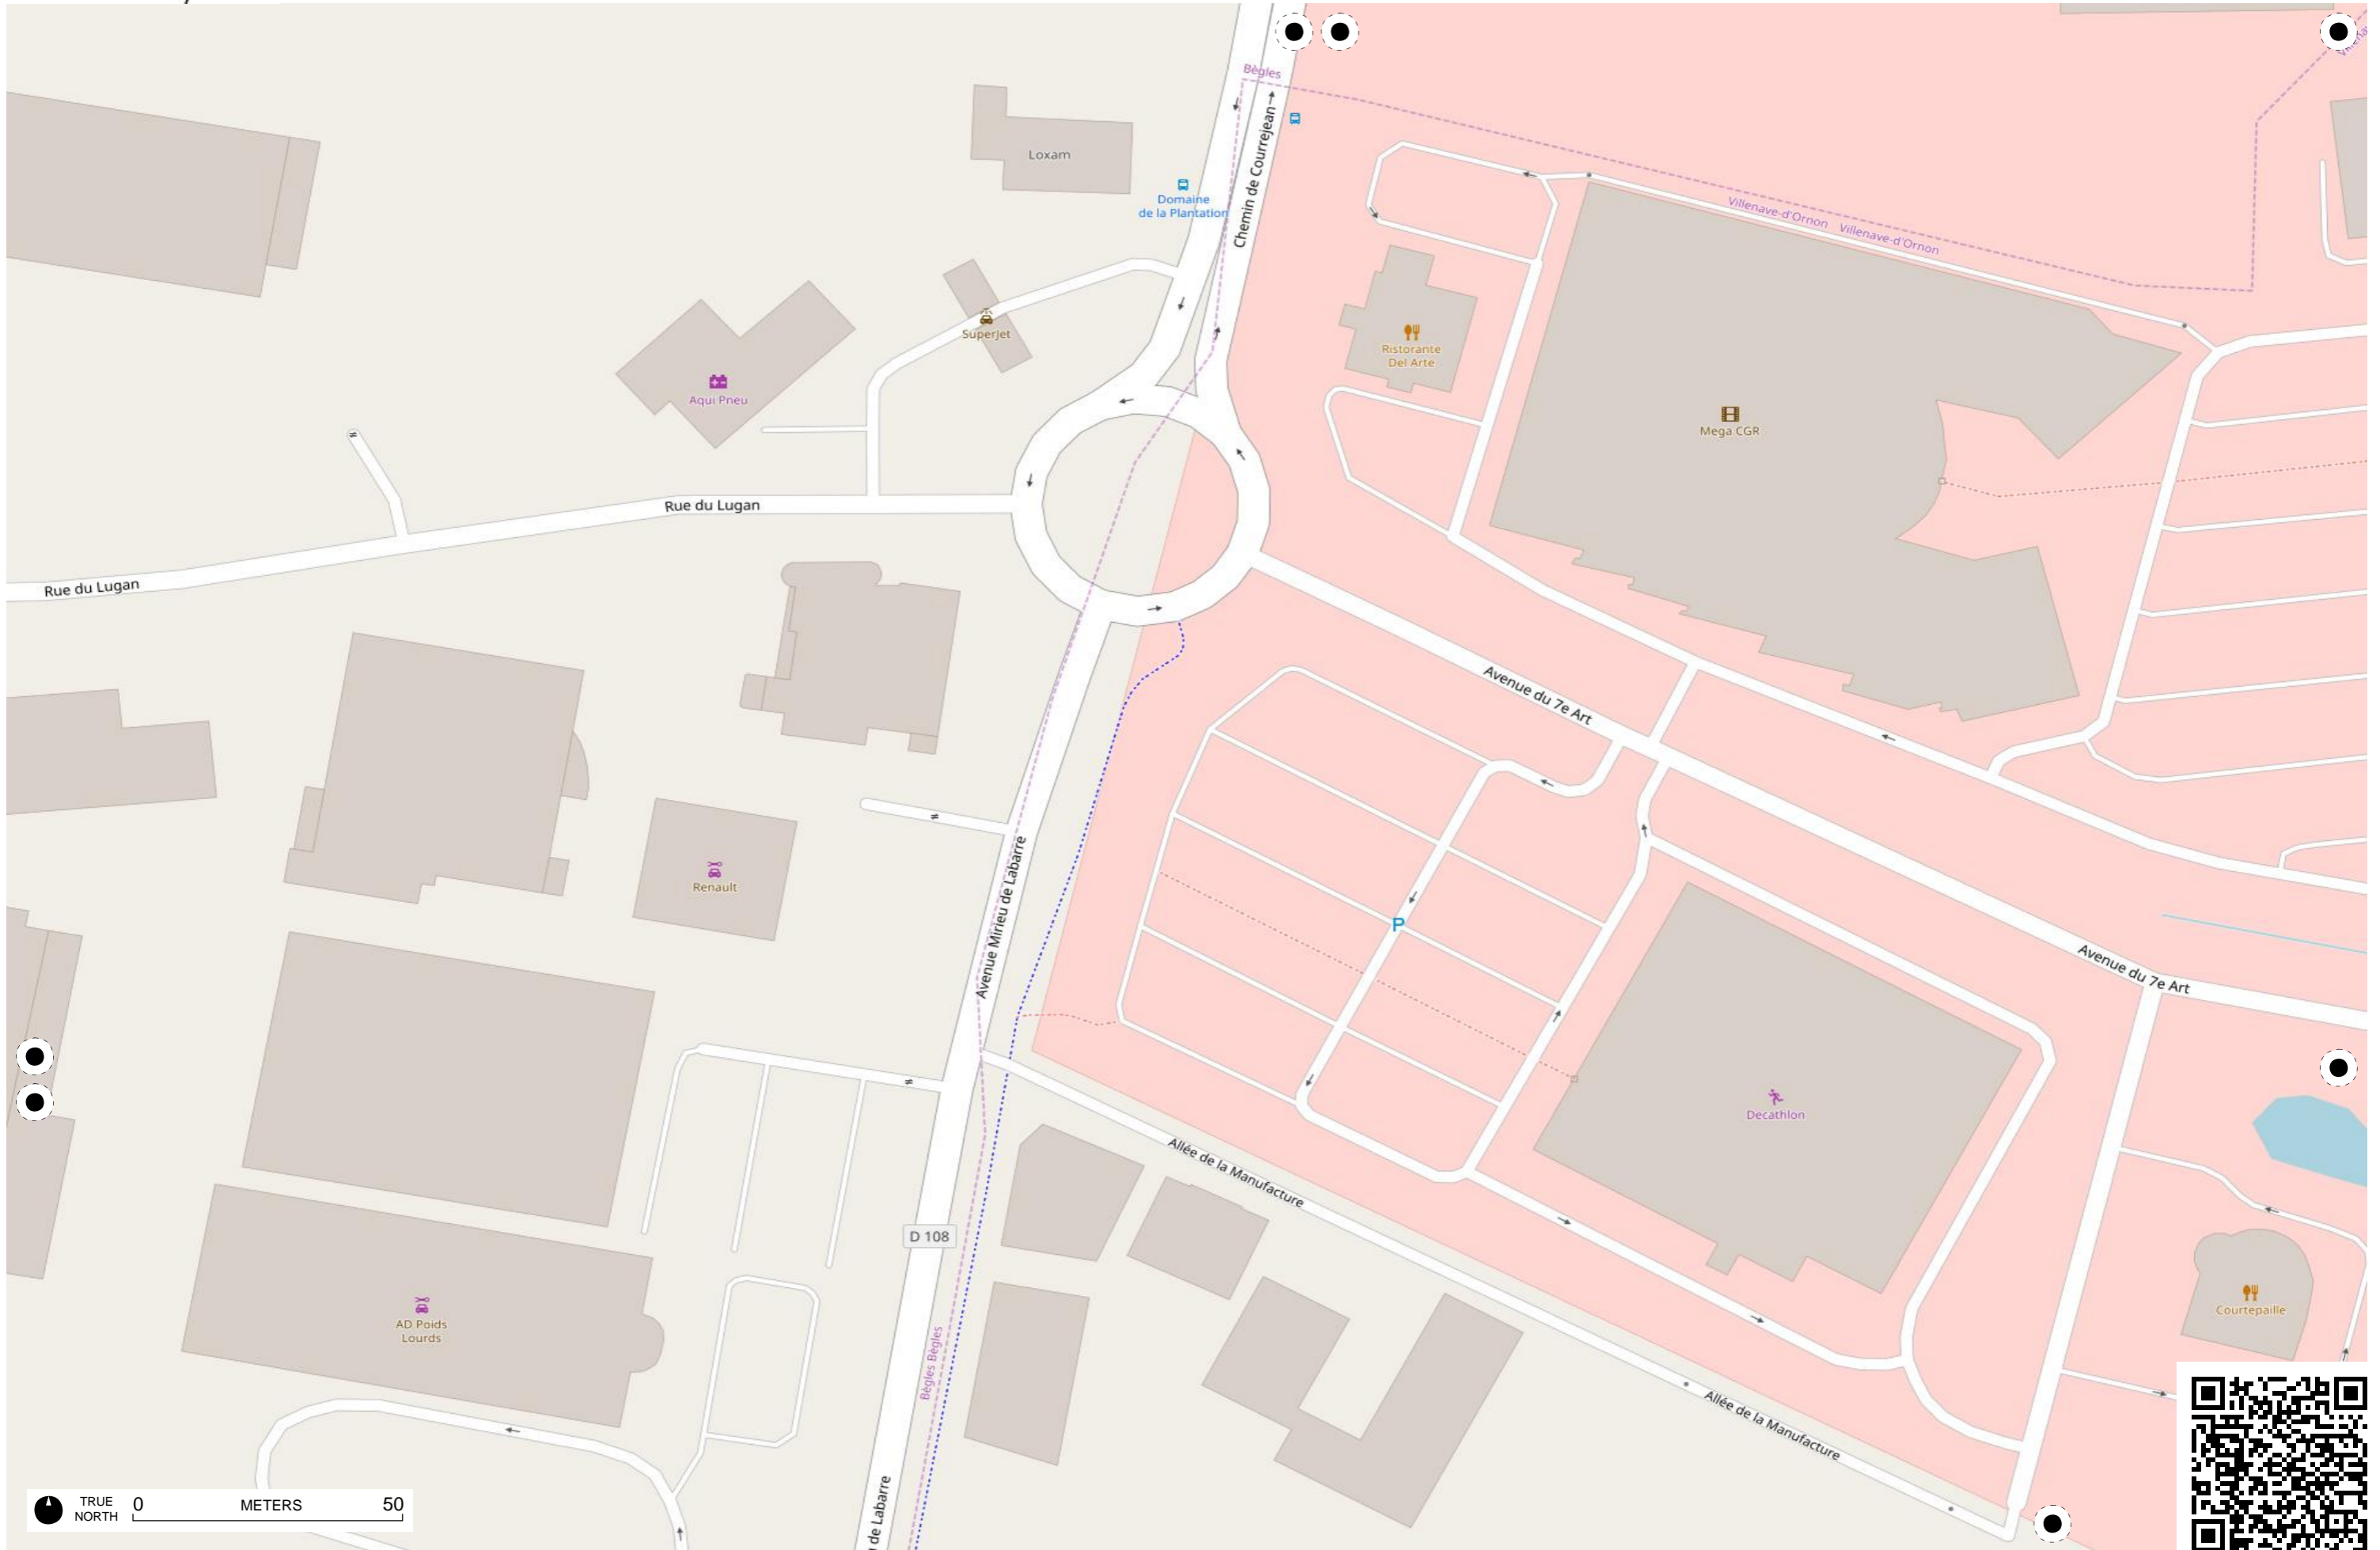 Bègles
Chemin de Courrejean
Loxam
Domaine
de la Plantation
Villenave-d'Ornon
Villenave-d'Ornon
SuperJet
Aqui Pneu
Ristorante
Del Arte
Mega CGR
Rue du Lugan
Rue du Lugan
Avenue du 7e Art
Renault
Avenue Mirieu de Labarre
P
Avenue du 7e Art
Decathlon
Allée de la Manufacture
D 108
AD Poids
Lourds
Bègles Bègles
Courtepaille
Allée de la Manufacture
de Labarre
TRUE
NORTH
0 METERS 50